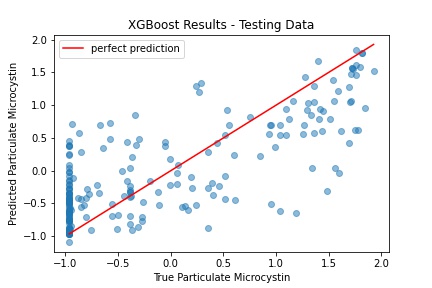 XGBoost Results - Testing Data
perfect prediction
Predicted Particulate Microcystin
2.0
1.5
1.0
0.5
0.0
−0.5
−1.0
−1.0 −0.5 0.0 0.5 1.0 1.5 2.0
True Particulate Microcystin